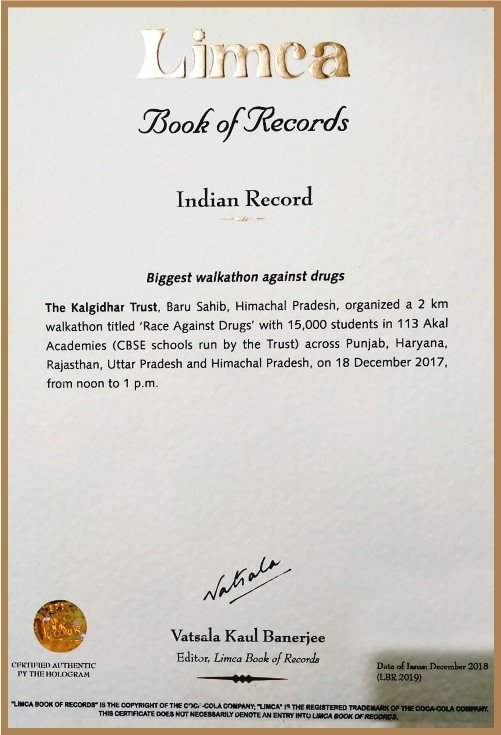 Limca
Book of Records
Indian Record
Biggest walkathon against drugs
The Kalgidhar Trust, Baru Sahib, Himachal Pradesh, organized a 2 km
walkathon titled 'Race Against Drugs' with 15,000 students in 113 Akal
Academies (CBSE schools run by the Trust) across Punjab, Haryana,
Rajasthan, Uttar Pradesh and Himachal Pradesh, on 18 December 2017,
from noon to 1 p.m.
Vatsala
Vatsala Kaul Banerjee
Editor, Limca Book of Records
CERTIFIED AUTHENTIC
BY THE HOLOGRAM
Date of Issue: December 2018
(LBR 2019)
"LIMCA BOOK OF RECORDS" IS THE COPYRIGHT OF THE COCA-COLA COMPANY; "LIMCA" IS THE REGISTERED TRADEMARK OF THE COCA-COLA COMPANY.
THIS CERTIFICATE DOES NOT NECESSARILY DENOTE AN ENTRY INTO LIMCA BOOK OF RECORDS.